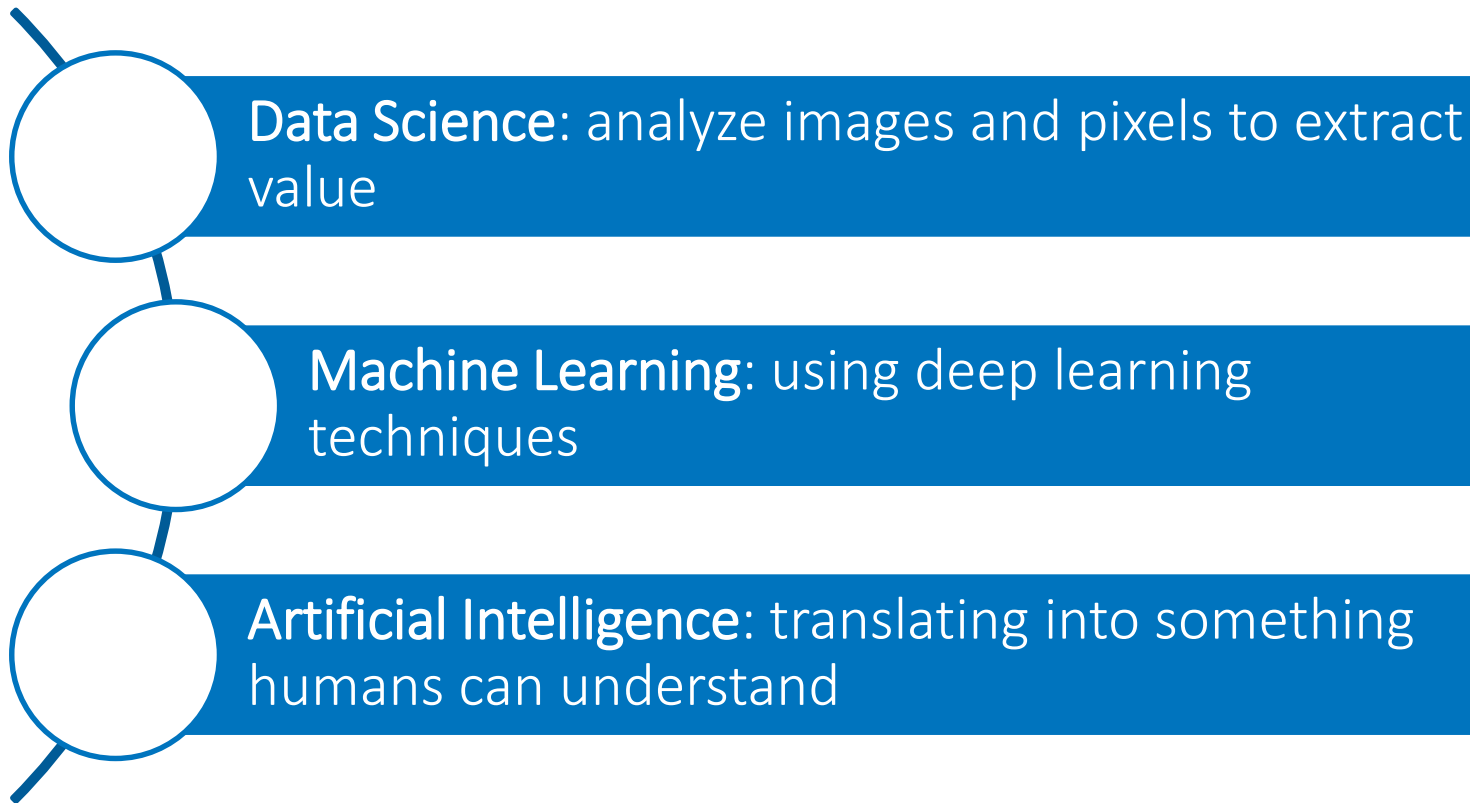 Data Science: analyze images and pixels to extract
value
Machine Learning: using deep learning
techniques
Artificial Intelligence: translating into something
humans can understand